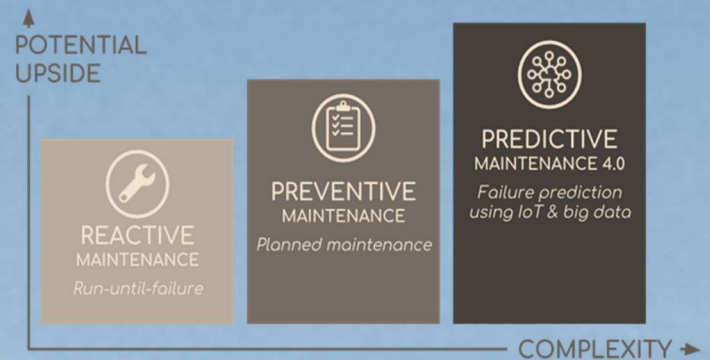 POTENTIAL
UPSIDE
REACTIVE
MAINTENANCE
Run-until-failure
PREVENTIVE
MAINTENANCE
Planned maintenance
PREDICTIVE
MAINTENANCE 4.0
Failure prediction
using IoT & big data
COMPLEXITY